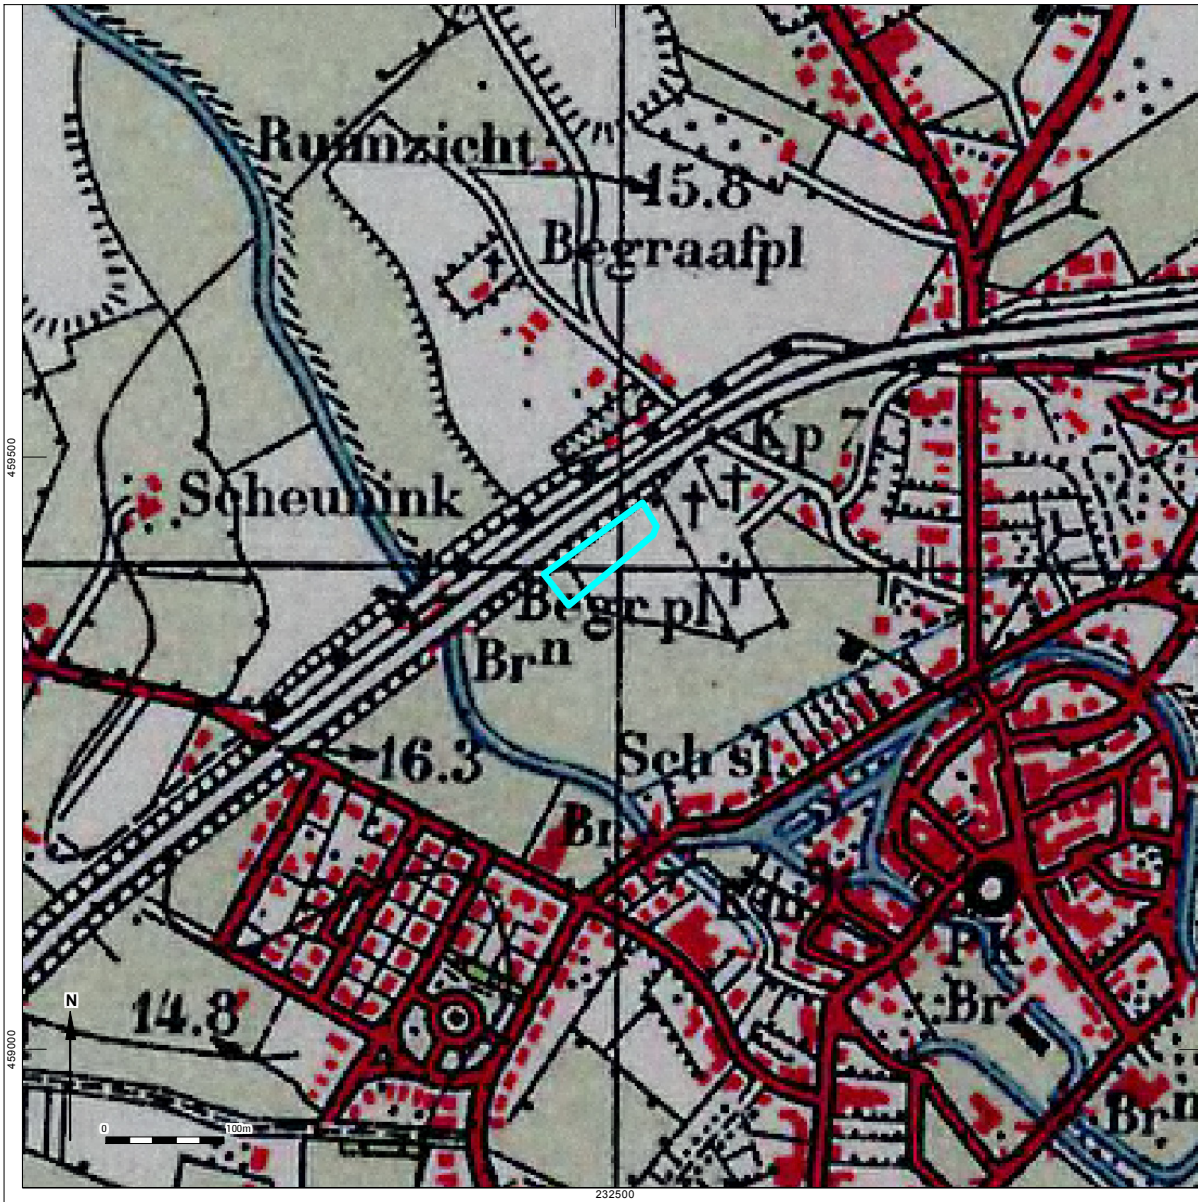 Ruimzicht
15.8
Begraafpl
Kp 7
459500
Scheunink
Begr.pl
Brn
16.3
Sch sl.
Br
PK
Br
14.8
N
459000
0 100m
Brn
232500